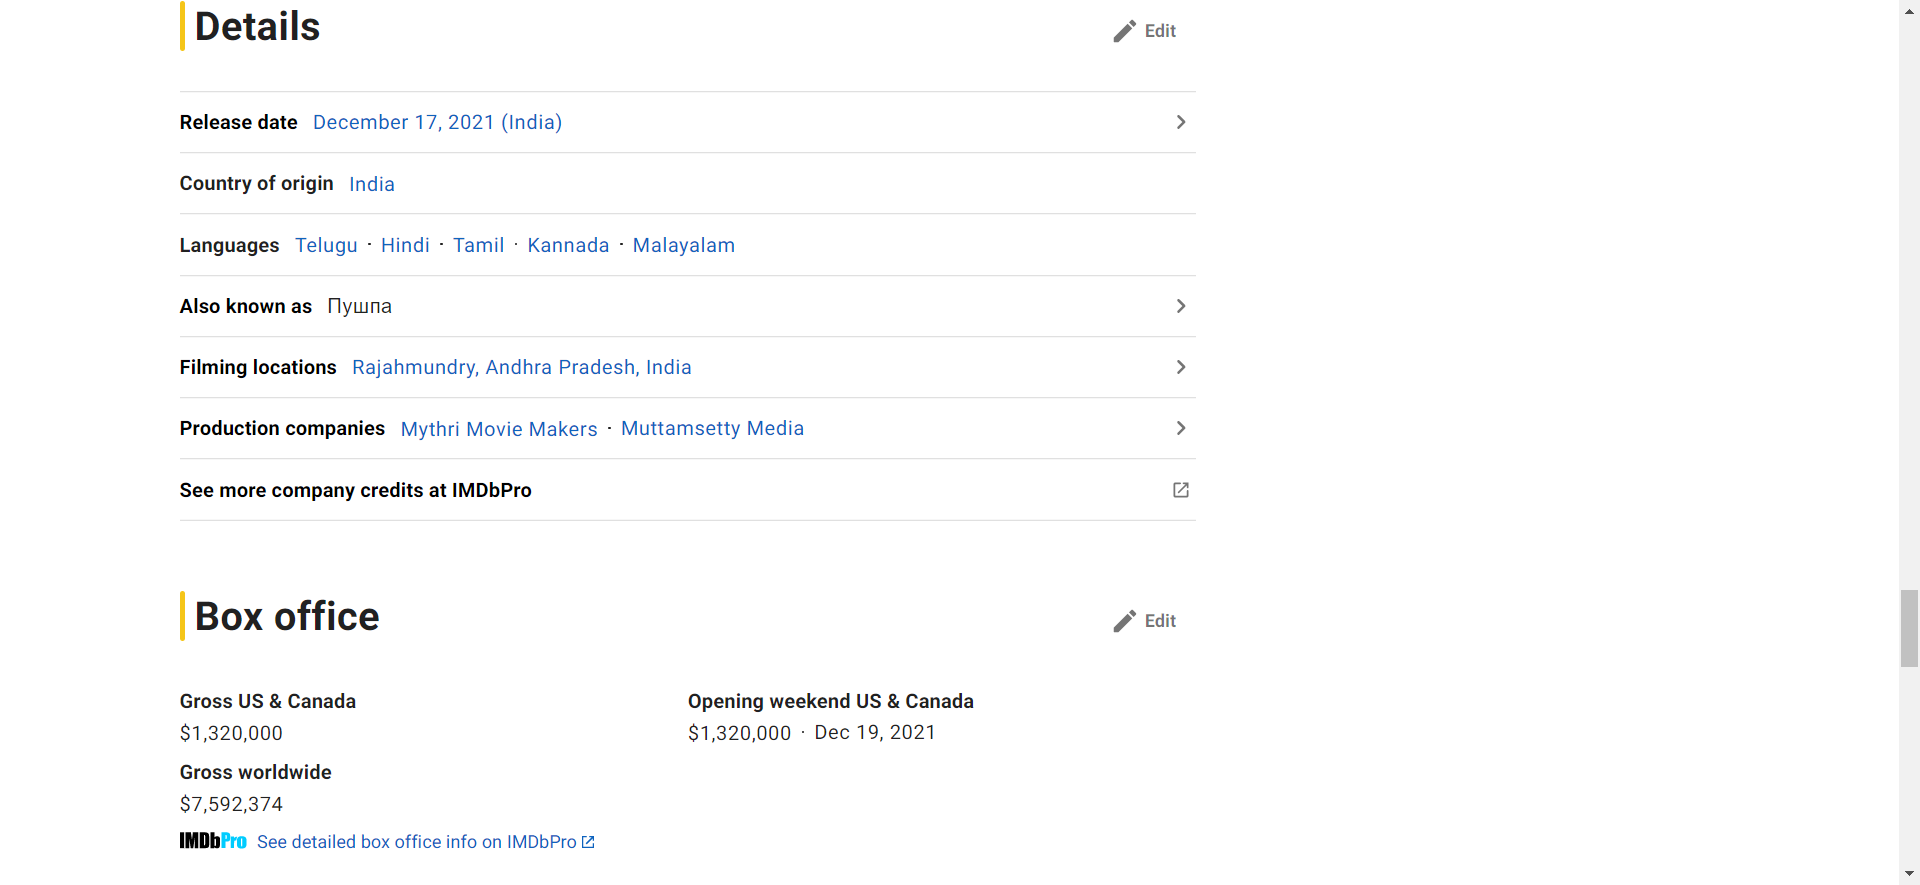 Details
Edit
Release date December 17, 2021 (India)
Country of origin India
Languages Telugu · Hindi · Tamil · Kannada · Malayalam
Also known as Пушпа
Filming locations Rajahmundry, Andhra Pradesh, India
Production companies Mythri Movie Makers · Muttamsetty Media
See more company credits at IMDbPro
Box office
Edit
Gross US & Canada
$1,320,000
Opening weekend US & Canada
$1,320,000 · Dec 19, 2021
Gross worldwide
$7,592,374
IMDbPro See detailed box office info on IMDbPro